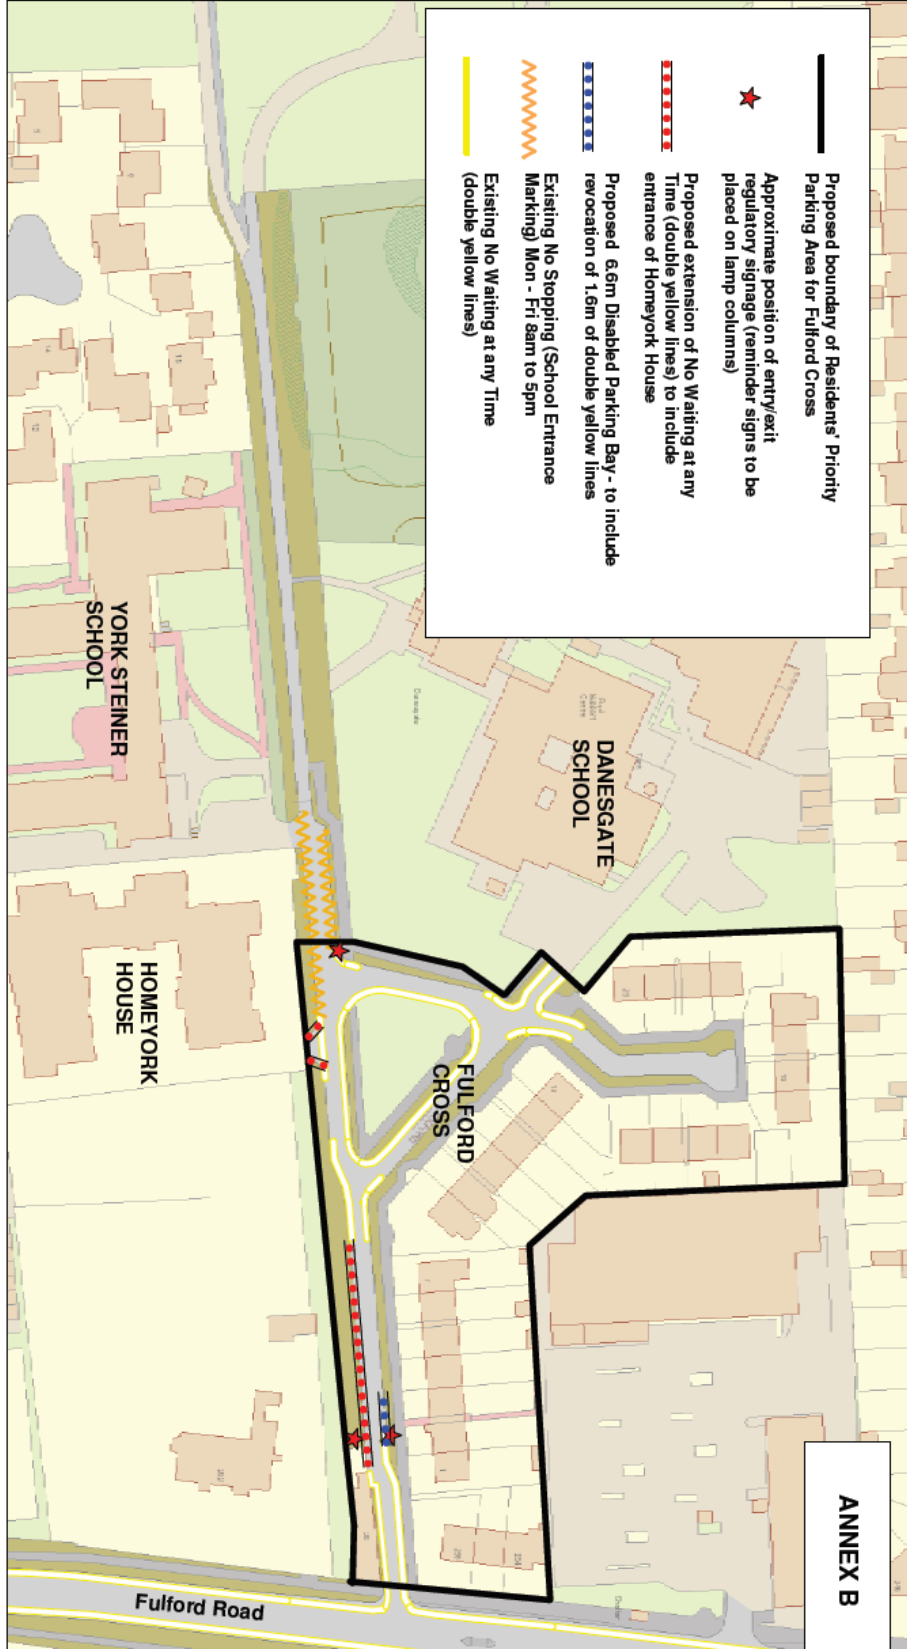 Proposed boundary of Residents' Priority
Parking Area for Fulford Cross
Approximate position of entry/exit
regulatory signage (reminder signs to be
placed on lamp columns)
Proposed extension of No Waiting at any
Time (double yellow lines) to include
entrance of Homeyork House
Proposed 6.6m Disabled Parking Bay - to include
revocation of 1.6m of double yellow lines
Existing No Stopping (School Entrance
Marking) Mon - Fri 8am to 5pm
Existing No Waiting at any Time
(double yellow lines)
ANNEX B
DANESGATE
SCHOOL
Danesgate
YORK STEINER
SCHOOL
HOMEYORK
HOUSE
FULFORD
CROSS
Fulford Road